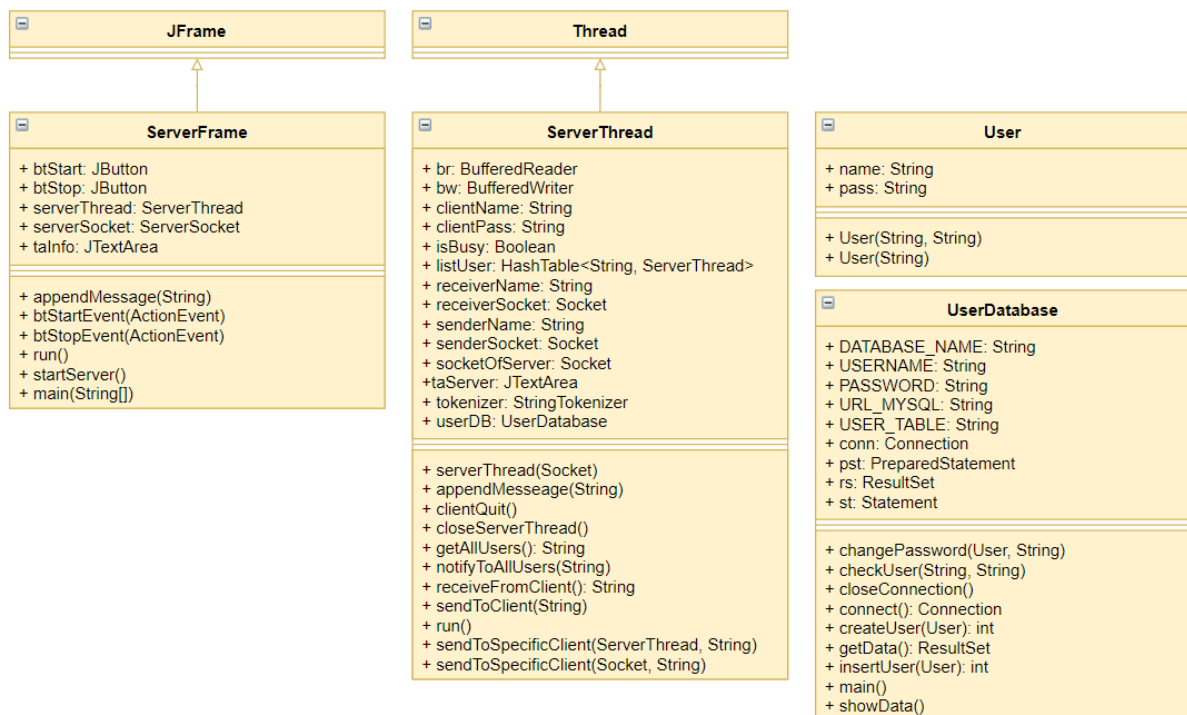 JFrame
ServerFrame
+ btStart: JButton
+ btStop: JButton
+ serverThread: ServerThread
+ serverSocket: ServerSocket
+ taInfo: JTextArea
+ appendMessage(String)
+ btStartEvent(ActionEvent)
+ btStopEvent(ActionEvent)
+ run()
+ startServer()
+ main(String[])
Thread
ServerThread
+ br: BufferedReader
+ bw: BufferedWriter
+ clientName: String
+ clientPass: String
+ isBusy: Boolean
+ listUser: HashTable<String, ServerThread>
+ receiverName: String
+ receiverSocket: Socket
+ senderName: String
+ senderSocket: Socket
+ socketOfServer: Socket
+taServer: JTextArea
+ tokenizer: StringTokenizer
+ userDB: UserDatabase
+ serverThread(Socket)
+ appendMesseage(String)
+ clientQuit()
+ closeServerThread()
+ getAllUsers(): String
+ notifyToAllUsers(String)
+ receiveFromClient(): String
+ sendToClient(String)
+ run()
+ sendToSpecificClient(ServerThread, String)
+ sendToSpecificClient(Socket, String)
User
+ name: String
+ pass: String
+ User(String, String)
+ User(String)
UserDatabase
+ DATABASE_NAME: String
+ USERNAME: String
+ PASSWORD: String
+ URL_MYSQL: String
+ USER_TABLE: String
+ conn: Connection
+ pst: PreparedStatement
+ rs: ResultSet
+ st: Statement
+ changePassword(User, String)
+ checkUser(String, String)
+ closeConnection()
+ connect(): Connection
+ createUser(User): int
+ getData(): ResultSet
+ insertUser(User): int
+ main()
+ showData()